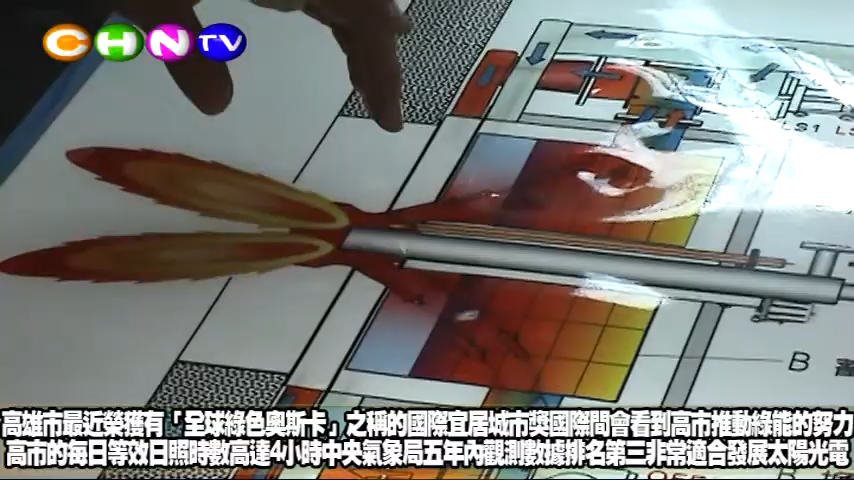 CHNTV
LS1 LS
B
高雄市最近榮獲有「全球綠色奧斯卡」之稱的國際宜居城市獎國際間會看到高市推動綠能的努力
高市的每日等效日照時數高達4小時中央氣象局五年內觀測數據排名第三非常適合發展太陽光電